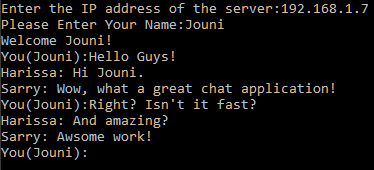 Enter the IP address of the server:192.168.1.7
Please Enter Your Name:Jouni
Welcome Jouni!
You(Jouni):Hello Guys!
Harissa: Hi Jouni.
Sarry: Wow, what a great chat application!
You(Jouni):Right? Isn't it fast?
Harissa: And amazing?
Sarry: Awsome work!
You(Jouni):